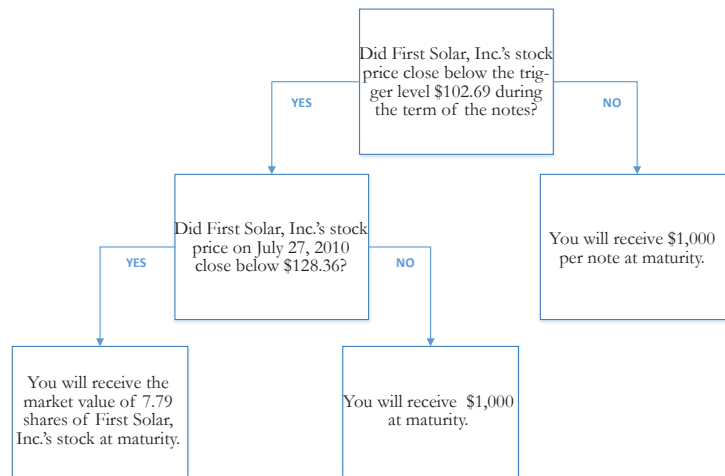 Did First Solar, Inc.'s stock
price close below the trig-
ger level $102.69 during
the term of the notes?
YES
NO
Did First Solar, Inc.'s stock
price on July 27, 2010
close below $128.36?
You will receive $1,000
per note at maturity.
YES
NO
You will receive the
market value of 7.79
shares of First Solar,
Inc.'s stock at maturity.
You will receive $1,000
at maturity.